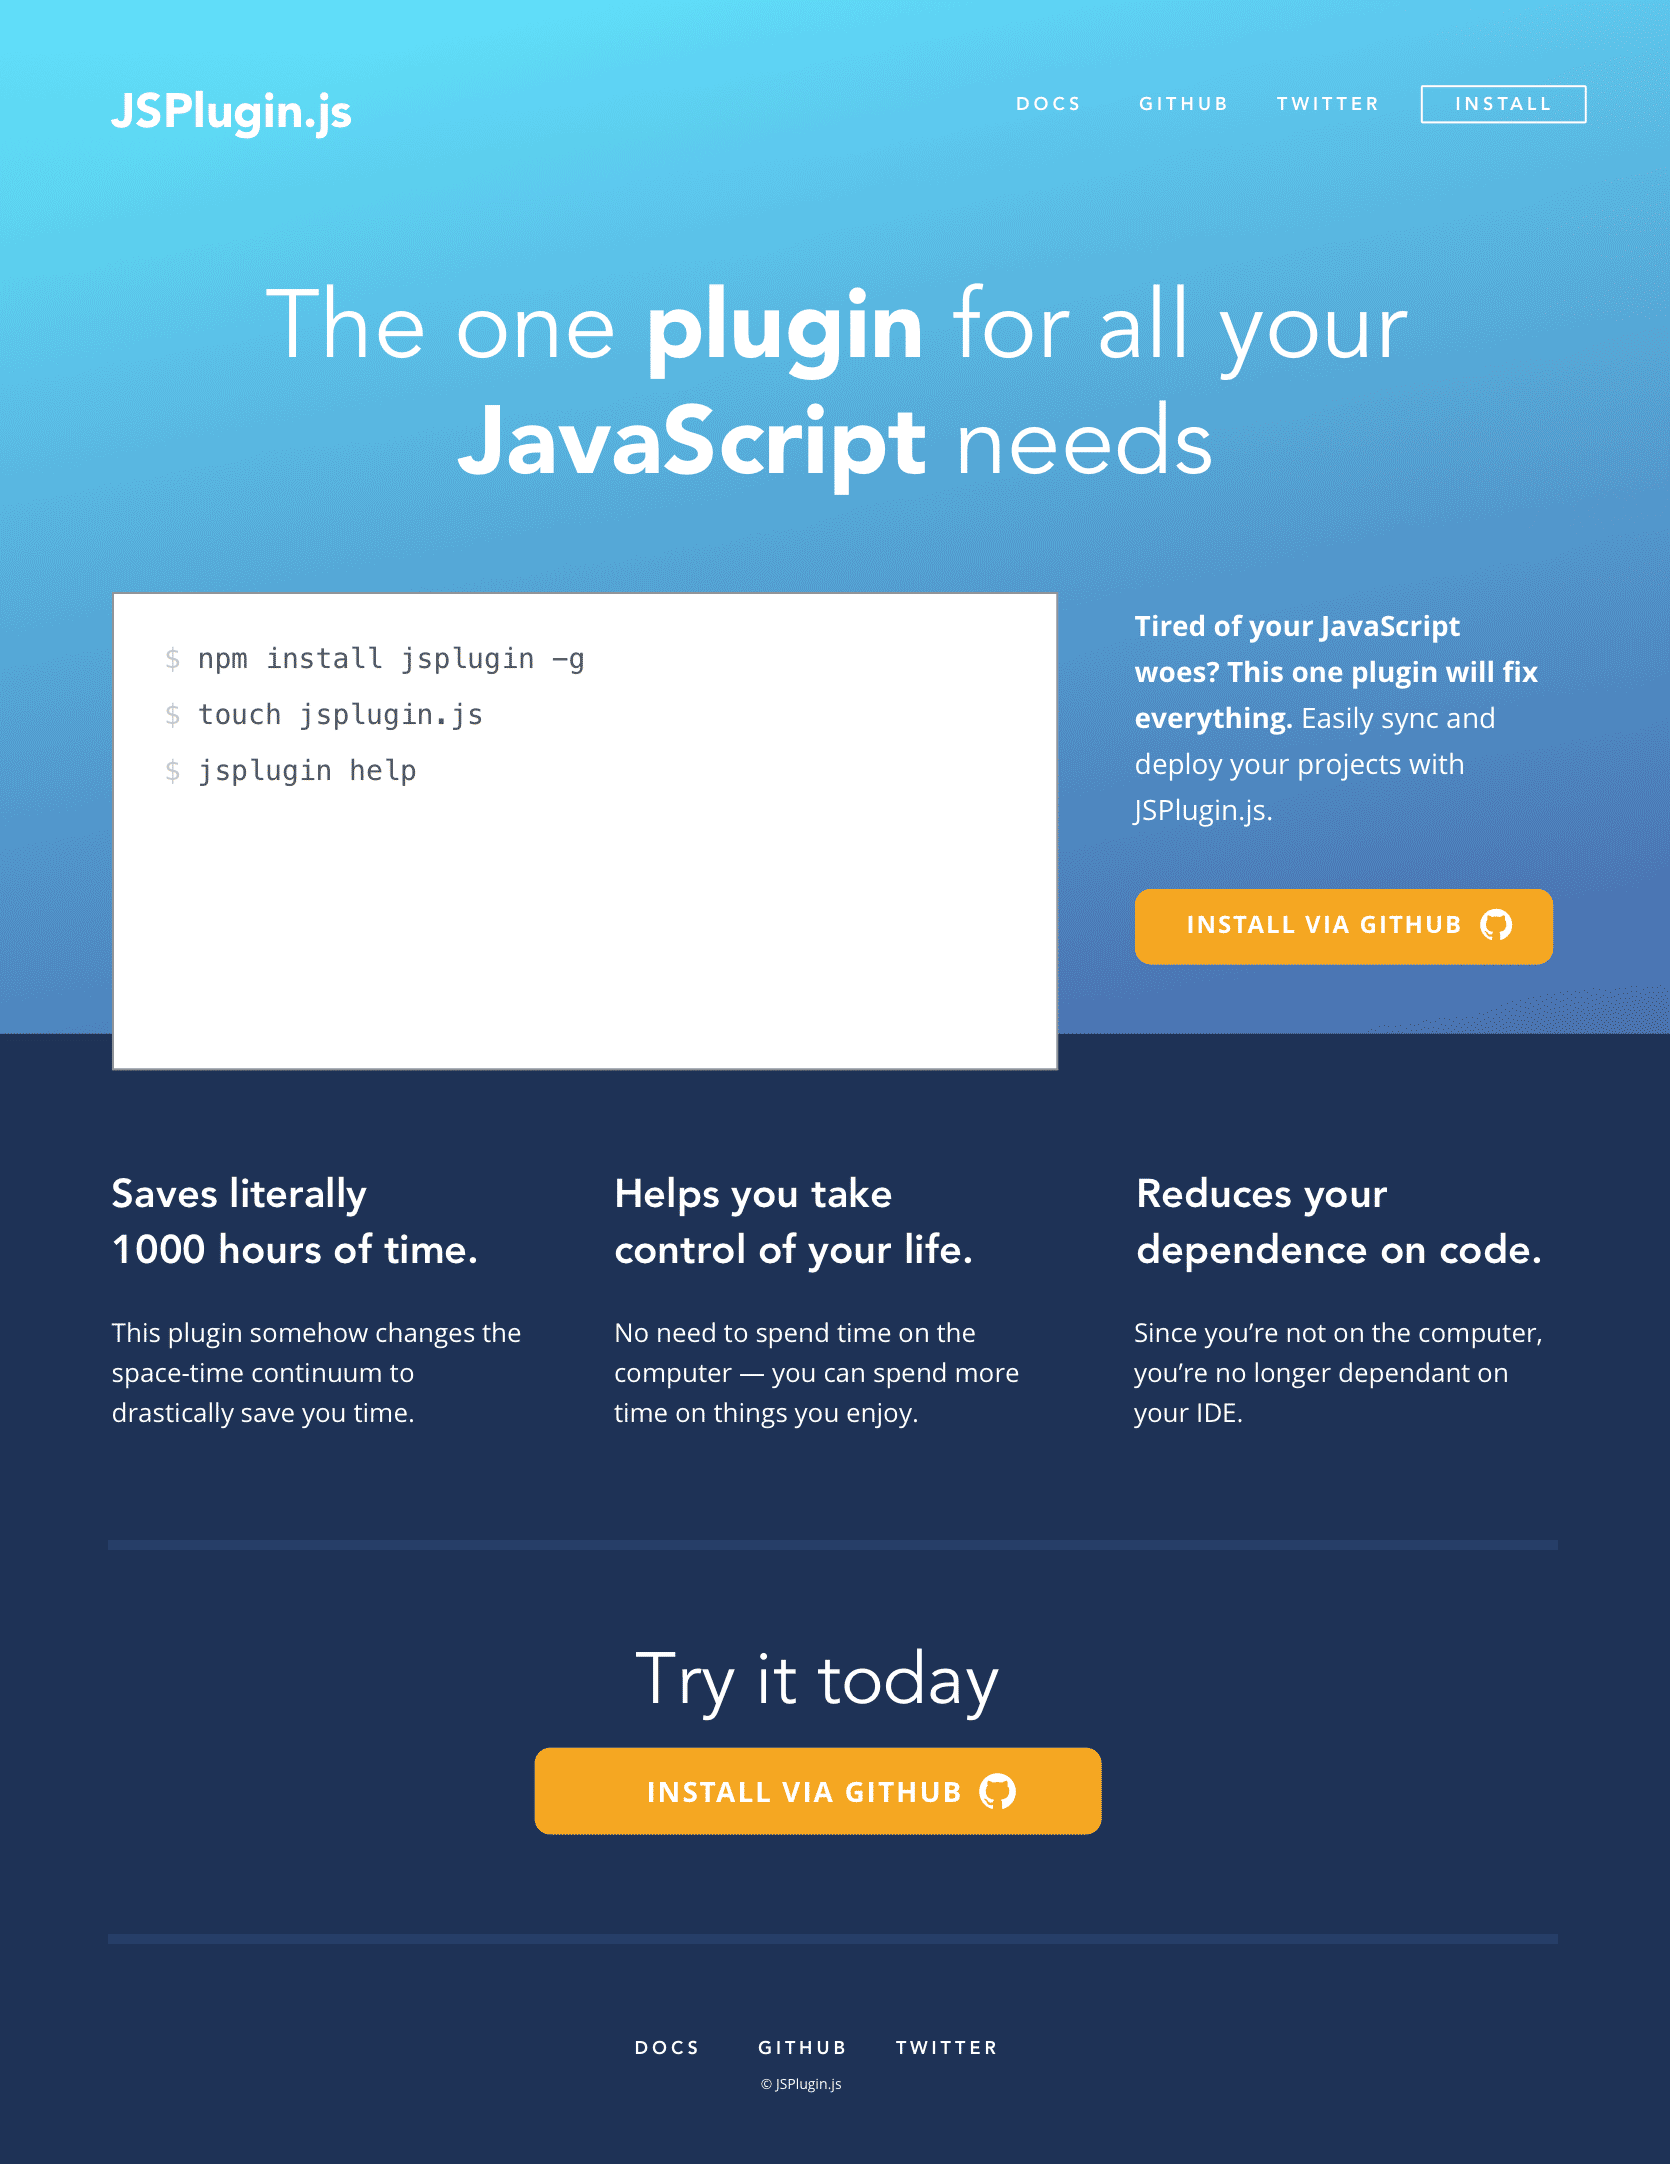 JSPlugin.js
DOCS GITHUB TWITTER INSTALL
The one plugin for all your
JavaScript needs
$ npm install jsplugin –g
$ touch jsplugin.js
$ jsplugin help
Tired of your JavaScript
woes? This one plugin will fix
everything. Easily sync and
deploy your projects with
JSPlugin.js.
INSTALL VIA GITHUB
Saves literally
1000 hours of time.
This plugin somehow changes the
space-time continuum to
drastically save you time.
Helps you take
control of your life.
No need to spend time on the
computer — you can spend more
time on things you enjoy.
Reduces your
dependence on code.
Since you’re not on the computer,
you’re no longer dependant on
your IDE.
Try it today
INSTALL VIA GITHUB
DOCS GITHUB TWITTER
© JSPlugin.js